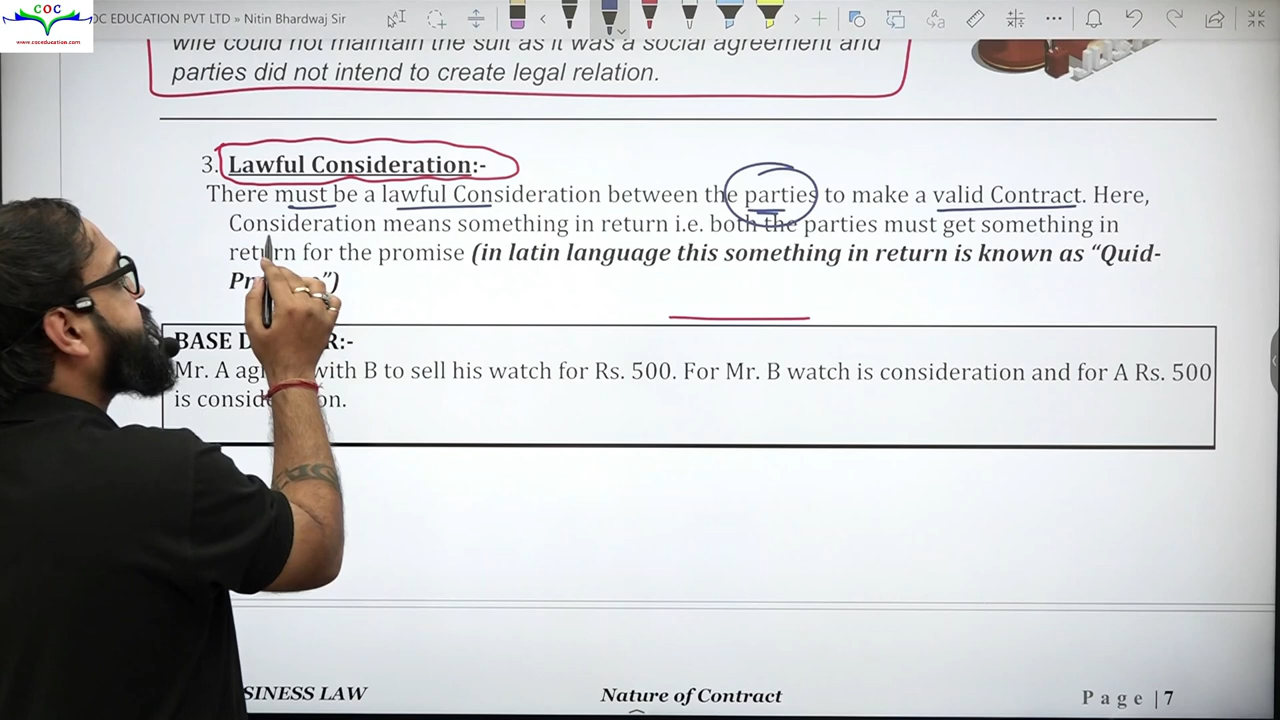 COC
www.coceducation.com
C EDUCATION PVT LTD » Nitin Bhardwaj Sir
wife could not maintain the suit as it was a social agreement and
parties did not intend to create legal relation.
3. Lawful Consideration:-
There must be a lawful Consideration between the parties to make a valid Contract. Here,
Consideration means something in return i.e. both the parties must get something in
return for the promise (in latin language this something in return is known as “Quid-
”)
BASE
Mr. A with B to sell his watch for Rs. 500. For Mr. B watch is consideration and for A Rs. 500
is
SINESS LAW
Nature of Contract
Page |7